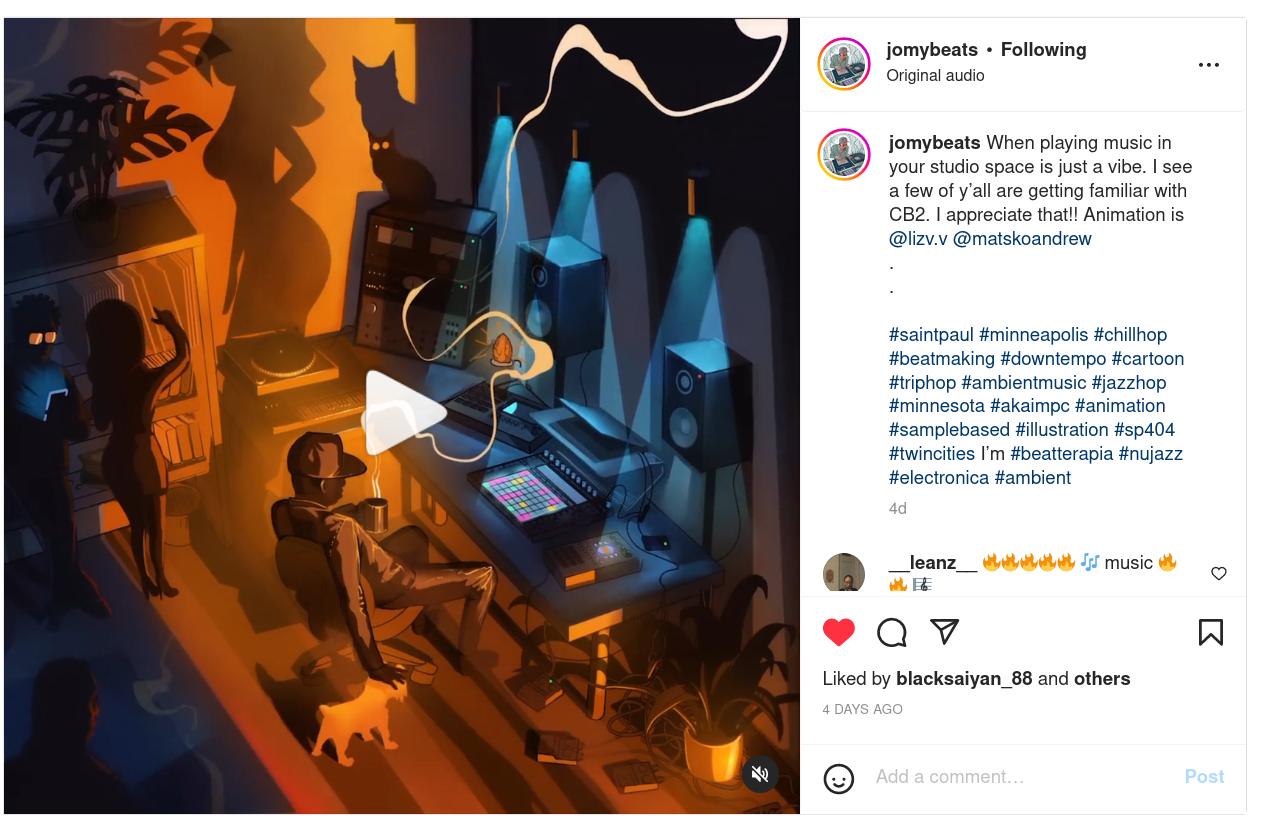 jomybeats • Following
Original audio
jomybeats When playing music in
your studio space is just a vibe. I see
a few of y’all are getting familiar with
CB2. I appreciate that!! Animation is
@lizv.v @matskoandrew
.
.
#saintpaul #minneapolis #chillhop
#beatmaking #downtempo #cartoon
#triphop #ambientmusic #jazzhop
#minnesota #akaimpc #animation
#samplebased #illustration #sp404
#twincities I’m #beatterapia #nujazz
#electronica #ambient
4d
__leanz__ 🔥🔥🔥🔥🔥 🎶 music 🔥
🔥 🎼
Liked by blacksaiyan_88 and others
4 DAYS AGO
Add a comment…
Post